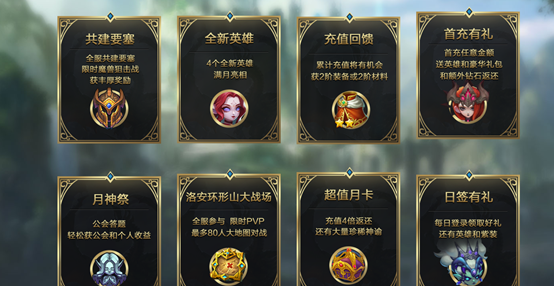 共建要塞
全服共建要塞
限时魔兽狙击战
获丰厚奖励
全新英雄
4个全新英雄
满月亮相
充值回馈
累计充值将有机会
获2阶装备或2阶材料
首充有礼
首充任意金额
送英雄和豪华礼包
和额外钻石返还
月神祭
公会答题
轻松获公会和个人收益
洛安环形山大战场
全服参与 限时PVP
最多80人大地图对战
超值月卡
充值4倍返还
还有大量珍稀神谕
日签有礼
每日登录领取好礼
还有英雄和紫装